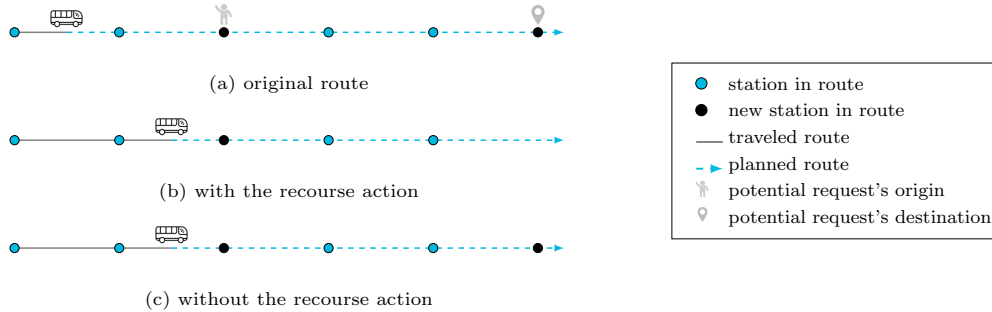 (a) original route
(b) with the recourse action
(c) without the recourse action
station in route
new station in route
traveled route
planned route
potential request's origin
potential request's destination